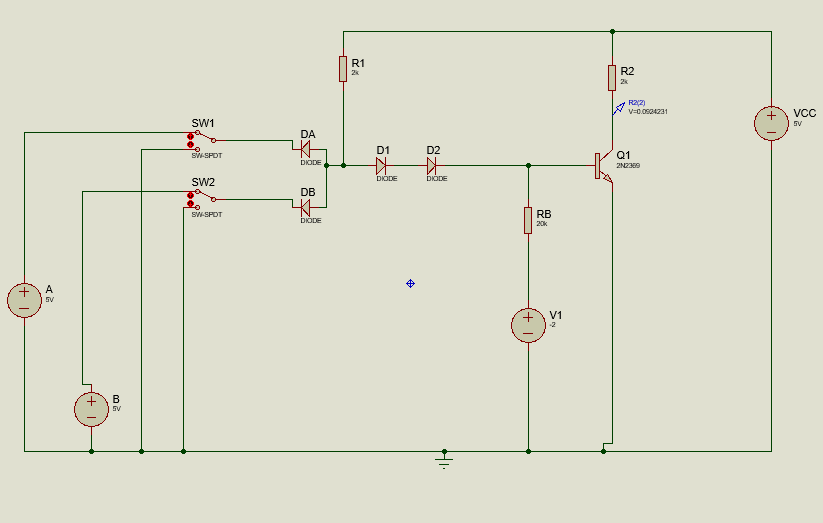 R1
2k
R2
2k
R2(2)
V=0.0924231
VCC
5V
SW1
SW-SPDT
DA
DIODE
D1
DIODE
D2
DIODE
Q1
2N2369
SW2
SW-SPDT
DB
DIODE
RB
20k
A
5V
V1
-2
B
5V